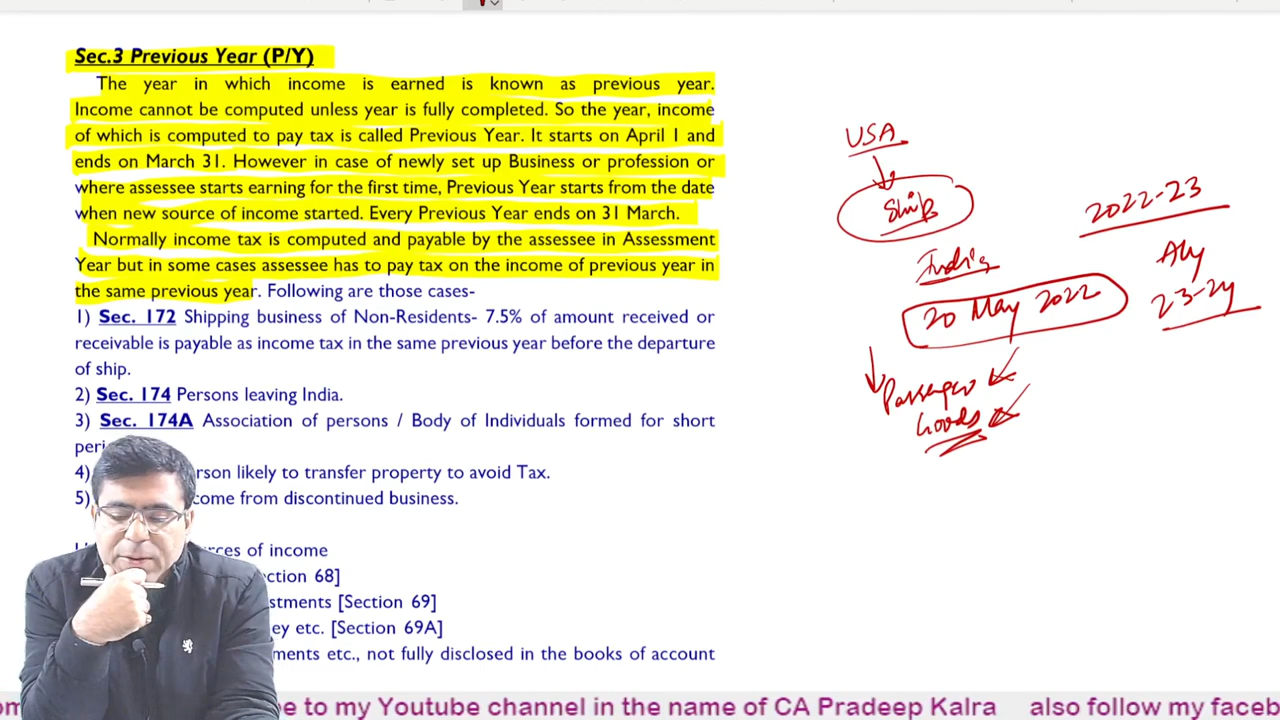 Sec.3 Previous Year (P/Y)
The year in which income is earned is known as previous year.
Income cannot be computed unless year is fully completed. So the year, income
of which is computed to pay tax is called Previous Year. It starts on April 1 and
ends on March 31. However in case of newly set up Business or profession or
where assessee starts earning for the first time, Previous Year starts from the date
when new source of income started. Every Previous Year ends on 31 March.
Normally income tax is computed and payable by the assessee in Assessment
Year but in some cases assessee has to pay tax on the income of previous year in
the same previous year. Following are those cases-
1) Sec. 172 Shipping business of Non-Residents- 7.5% of amount received or
receivable is payable as income tax in the same previous year before the departure
of ship.
2) Sec. 174 Persons leaving India.
3) Sec. 174A Association of persons / Body of Individuals formed for short
4) rson likely to transfer property to avoid Tax.
5) come from discontinued business.
rces of income
ction 68]
stments [Section 69]
ey etc. [Section 69A]
ments etc., not fully disclosed in the books of account
USA
Ship
India
20 May 2022
Passenger
Goods
2022-23
23-24
e to my Youtube channel in the name of CA Pradeep Kalra also follow my faceb